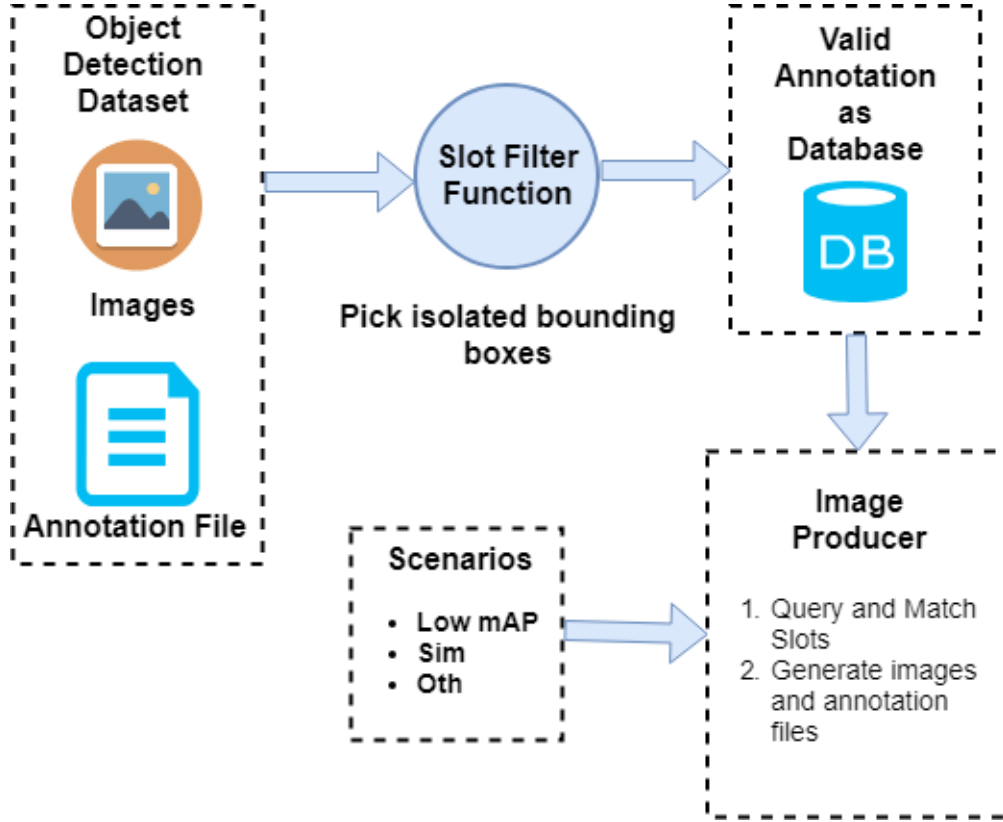 Object
Detection
Dataset
Images
Annotation File
Slot Filter
Function
Pick isolated bounding
boxes
Valid
Annotation
as
Database
DB
Scenarios
• Low mAP
• Sim
• Oth
Image
Producer
1. Query and Match
Slots
2. Generate images
and annotation
files